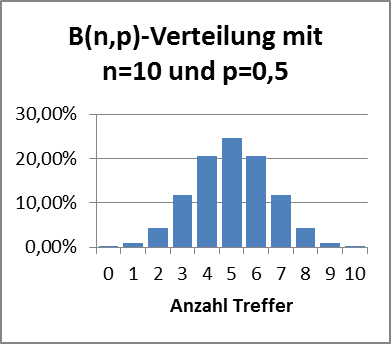 B(n,p)-Verteilung mit
n=10 und p=0,5
30,00%
20,00%
10,00%
0,00%
0 1 2 3 4 5 6 7 8 9 10
Anzahl Treffer